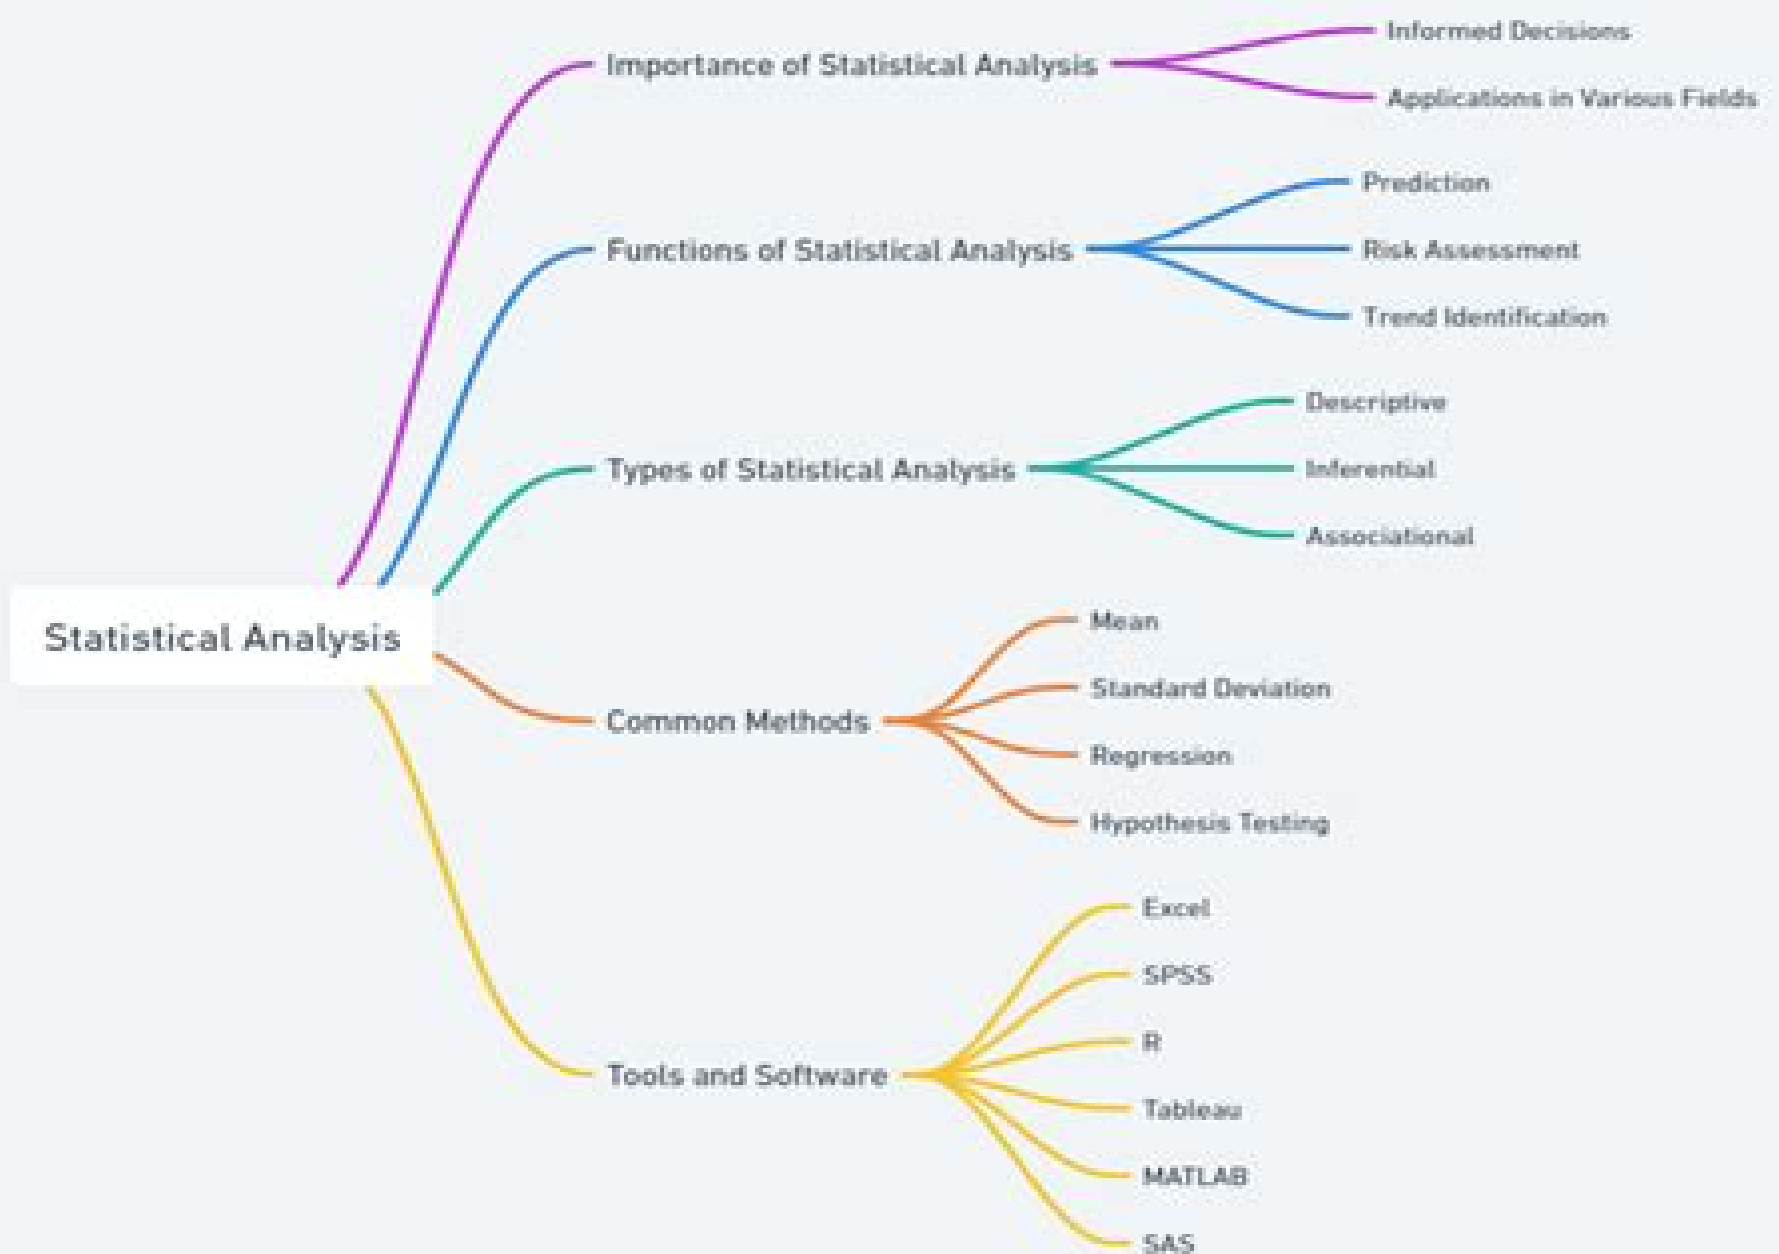 Statistical Analysis
Importance of Statistical Analysis
Informed Decisions
Applications in Various Fields
Functions of Statistical Analysis
Prediction
Risk Assessment
Trend Identification
Types of Statistical Analysis
Descriptive
Inferential
Associational
Common Methods
Mean
Standard Deviation
Regression
Hypothesis Testing
Tools and Software
Excel
SPSS
R
Tableau
MATLAB
SAS